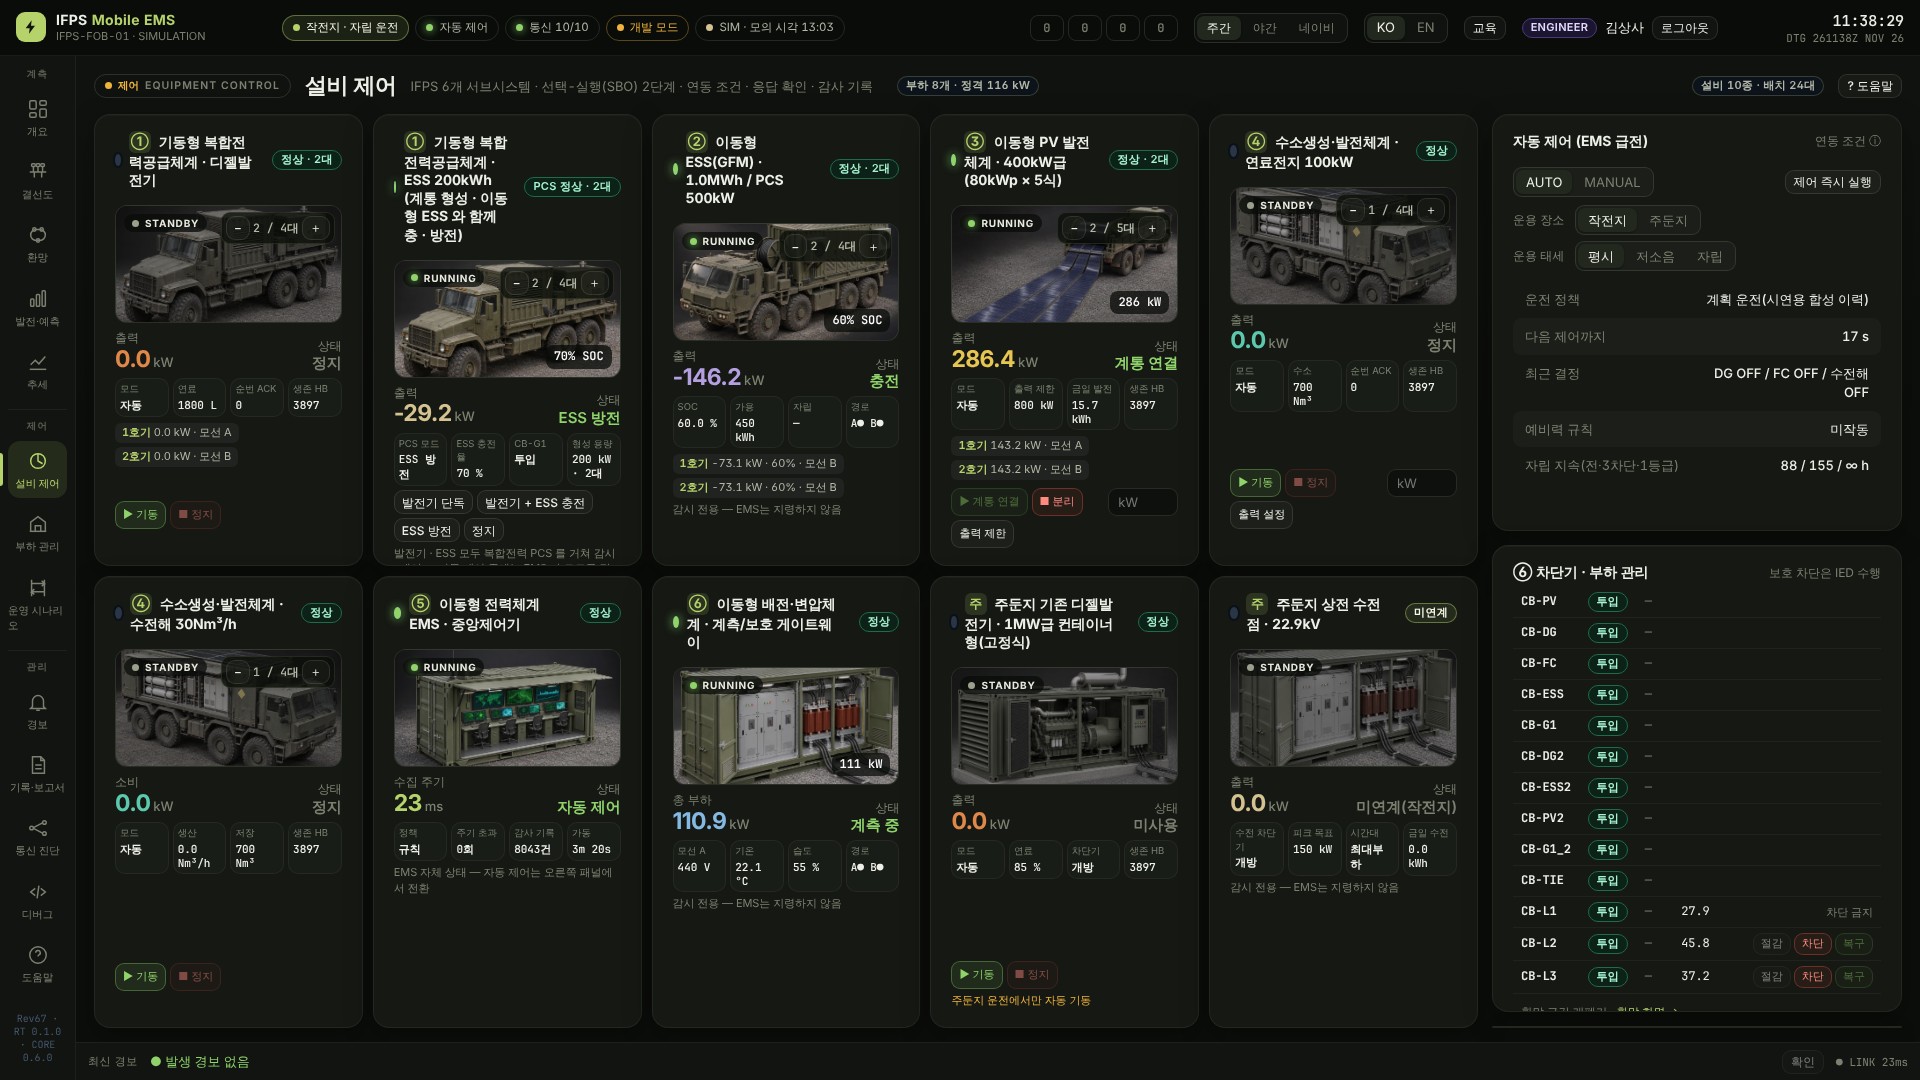 IFPS Mobile EMS
IFPS-FOB-01 · SIMULATION
작전지 · 자립 운전
자동 제어
통신 10/10
개발 모드
SIM · 모의 시각 13:03
0 0 0 0
주간 야간 네이비
KO EN
교육
ENGINEER 김상사 로그아웃
11:38:29
DTG 261138Z NOV 26
계측
개요
결선도
환망
발전·예측
추세
제어
설비 제어
부하 관리
운영 시나리오
관리
경보
기록·보고서
통신 진단
디버그
도움말
Rev67 ·
RT 0.1.0
· CORE
0.6.0
제어 EQUIPMENT CONTROL
설비 제어
IFPS 6개 서브시스템 · 선택-실행(SBO) 2단계 · 연동 조건 · 응답 확인 · 감사 기록
부하 8개 · 정격 116 kW
설비 10종 · 배치 24대
? 도움말
① 기동형 복합전
력공급체계 · 디젤발
전기
정상 · 2대
STANDBY
− 2 / 4대 +
출력
0.0 kW
상태
정지
모드
자동
연료
1800 L
순번 ACK
0
생존 HB
3897
1호기 0.0 kW · 모선 A
2호기 0.0 kW · 모선 B
▶ 기동
■ 정지
① 기동형 복합
전력공급체계 ·
ESS 200kWh
(계통 형성 · 이동
형 ESS 와 함께
충 · 방전)
PCS 정상 · 2대
RUNNING
− 2 / 4대 +
70% SOC
출력
-29.2 kW
상태
ESS 방전
PCS 모드
ESS 방
전
ESS 충전
율
70 %
CB-G1
투입
형성 용량
200 kW
· 2대
발전기 단독
발전기 + ESS 충전
ESS 방전
정지
발전기 · ESS 모두 복합전력 PCS 를 거쳐 감시
② 이동형
ESS(GFM) ·
1.0MWh / PCS
500kW
정상 · 2대
RUNNING
− 2 / 4대 +
60% SOC
출력
-146.2 kW
상태
충전
SOC
60.0 %
가용
450
kWh
자립
—
경로
A● B●
1호기 -73.1 kW · 60% · 모선 B
2호기 -73.1 kW · 60% · 모선 B
감시 전용 — EMS는 지령하지 않음
③ 이동형 PV 발전
체계 · 400kW급
(80kWp × 5식)
정상 · 2대
RUNNING
− 2 / 5대 +
286 kW
출력
286.4 kW
상태
계통 연결
모드
자동
출력 제한
800 kW
금일 발전
15.7
kWh
생존 HB
3897
1호기 143.2 kW · 모선 A
2호기 143.2 kW · 모선 B
▶ 계통 연결
■ 분리
kW
출력 제한
④ 수소생성·발전체계 ·
연료전지 100kW
정상
STANDBY
− 1 / 4대 +
출력
0.0 kW
상태
정지
모드
자동
수소
700
Nm³
순번 ACK
0
생존 HB
3897
▶ 기동
■ 정지
kW
출력 설정
④ 수소생성·발전체계 ·
수전해 30Nm³/h
정상
STANDBY
− 1 / 4대 +
소비
0.0 kW
상태
정지
모드
자동
생산
0.0
Nm³/h
저장
700
Nm³
생존 HB
3897
▶ 기동
■ 정지
⑤ 이동형 전력체계
EMS · 중앙제어기
정상
RUNNING
수집 주기
23 ms
상태
자동 제어
정책
규칙
주기 초과
0회
감사 기록
8043건
가동
3m 20s
EMS 자체 상태 — 자동 제어는 오른쪽 패널에
서 전환
⑥ 이동형 배전·변압체
계 · 계측/보호 게이트웨
이
정상
RUNNING
111 kW
총 부하
110.9 kW
상태
계측 중
모선 A
440 V
기온
22.1
°C
습도
55 %
경로
A● B●
감시 전용 — EMS는 지령하지 않음
주 주둔지 기존 디젤발
전기 · 1MW급 컨테이너
형(고정식)
정상
STANDBY
출력
0.0 kW
상태
미사용
모드
자동
연료
85 %
차단기
개방
생존 HB
3897
▶ 기동
■ 정지
주둔지 운전에서만 자동 기동
주 주둔지 상전 수전
점 · 22.9kV
미연계
STANDBY
출력
0.0 kW
상태
미연계(작전지)
수전 차단
기
개방
피크 목표
150 kW
시간대
최대부
하
금일 수전
0.0
kWh
감시 전용 — EMS는 지령하지 않음
자동 제어 (EMS 급전)
연동 조건 ⓘ
AUTO MANUAL
제어 즉시 실행
운용 장소 작전지 주둔지
운용 태세 평시 저소음 자립
운전 정책 계획 운전(시연용 합성 이력)
다음 제어까지 17 s
최근 결정 DG OFF / FC OFF / 수전해
OFF
예비력 규칙 미작동
자립 지속(전·3차단·1등급) 88 / 155 / ∞ h
⑥ 차단기 · 부하 관리
보호 차단은 IED 수행
CB-PV 투입 —
CB-DG 투입 —
CB-FC 투입 —
CB-ESS 투입 —
CB-G1 투입 —
CB-DG2 투입 —
CB-ESS2 투입 —
CB-PV2 투입 —
CB-G1_2 투입 —
CB-TIE 투입 —
CB-L1 투입 — 27.9 차단 금지
CB-L2 투입 — 45.8 절감 차단 복구
CB-L3 투입 — 37.2 절감 차단 복구
최신 경보
발생 경보 없음
확인
LINK 23ms